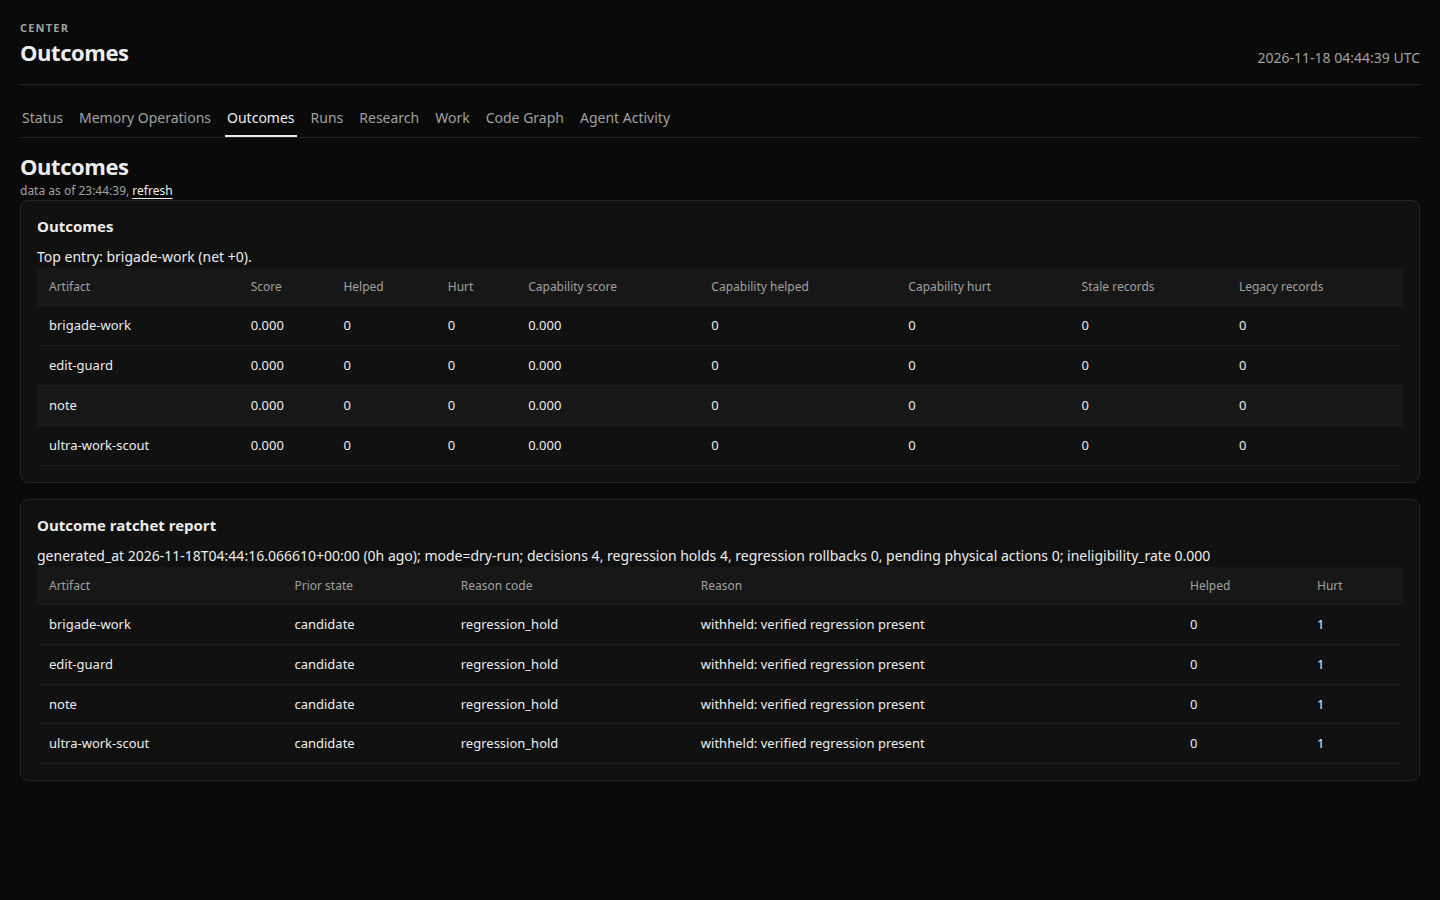 CENTER
Outcomes
2026-11-18 04:44:39 UTC
Status Memory Operations Outcomes Runs Research Work Code Graph Agent Activity
Outcomes
data as of 23:44:39, refresh
Outcomes
Top entry: brigade-work (net +0).
Artifact Score Helped Hurt Capability score Capability helped Capability hurt Stale records Legacy records
brigade-work 0.000 0 0 0.000 0 0 0 0
edit-guard 0.000 0 0 0.000 0 0 0 0
note 0.000 0 0 0.000 0 0 0 0
ultra-work-scout 0.000 0 0 0.000 0 0 0 0
Outcome ratchet report
generated_at 2026-11-18T04:44:16.066610+00:00 (0h ago); mode=dry-run; decisions 4, regression holds 4, regression rollbacks 0, pending physical actions 0; ineligibility_rate 0.000
Artifact Prior state Reason code Reason Helped Hurt
brigade-work candidate regression_hold withheld: verified regression present 0 1
edit-guard candidate regression_hold withheld: verified regression present 0 1
note candidate regression_hold withheld: verified regression present 0 1
ultra-work-scout candidate regression_hold withheld: verified regression present 0 1